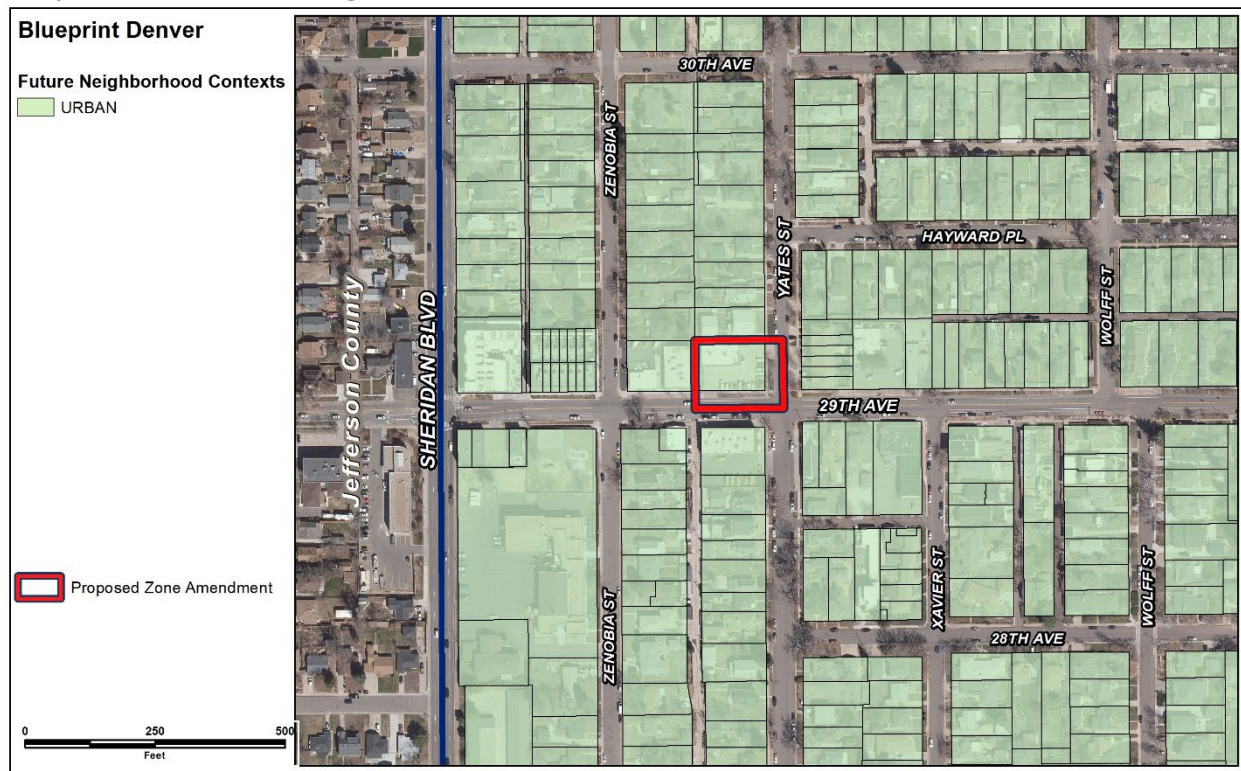 Blueprint Denver
Future Neighborhood Contexts
URBAN
Proposed Zone Amendment
0 250 500
Feet
30TH AVE
ZENOBIA ST
YATES ST
HAYWARD PL
WOLFF ST
Jefferson County
SHERIDAN BLVD
29TH AVE
ZENOBIA ST
XAVIER ST
WOLFF ST
28TH AVE